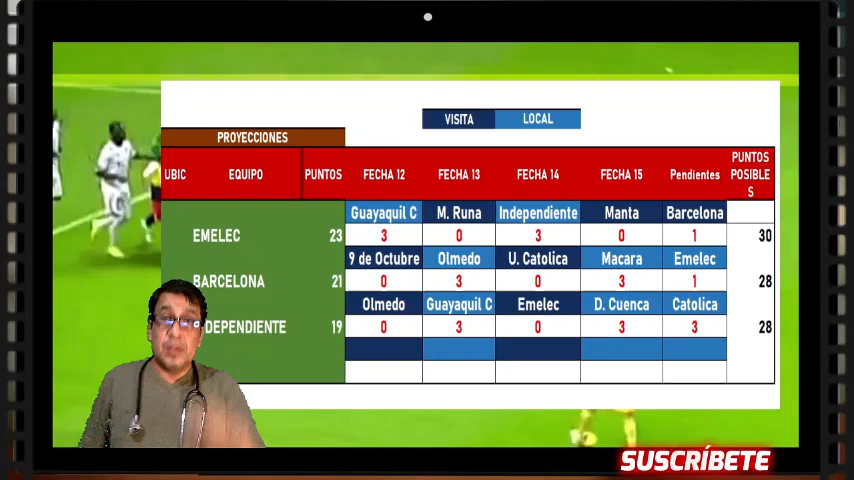 VISITA LOCAL
PROYECCIONES
UBIC EQUIPO PUNTOS FECHA 12 FECHA 13 FECHA 14 FECHA 15 Pendientes PUNTOS
POSIBLE
S
Guayaquil C M. Runa Independiente Manta Barcelona
EMELEC 23 3 0 3 0 1 30
9 de Octubre Olmedo U. Catolica Macara Emelec
BARCELONA 21 0 3 0 3 1 28
Olmedo Guayaquil C Emelec D. Cuenca Catolica
DEPENDIENTE 19 0 3 0 3 3 28
SUSCRÍBETE